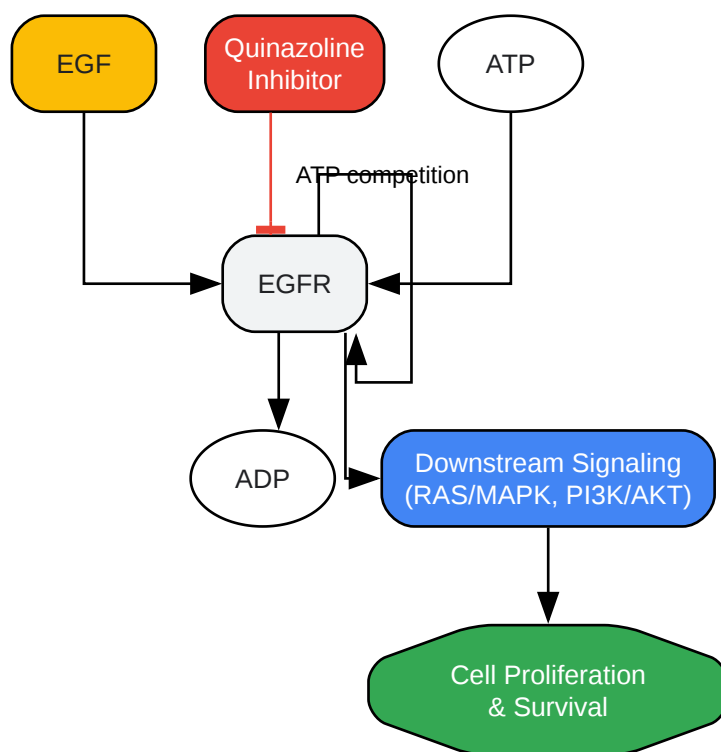 EGF
Quinazoline
Inhibitor
ATP
ATP competition
EGFR
ADP
Downstream Signaling
(RAS/MAPK, PI3K/AKT)
Cell Proliferation
& Survival